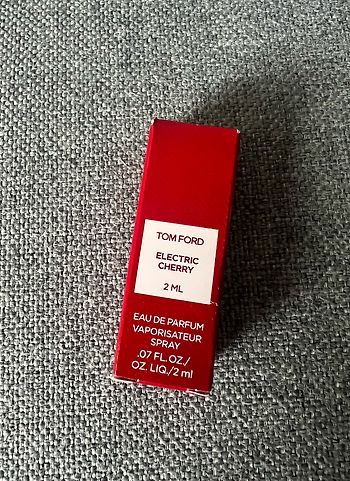 TOM FORD
ELECTRIC
CHERRY
2 ML
EAU DE PARFUM
VAPORISATEUR
SPRAY
.07 FL. OZ./
OZ. LIQ./2 ml